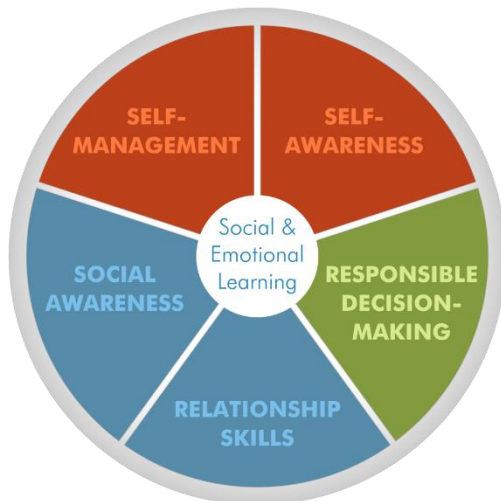 SELF-
MANAGEMENT
SELF-
AWARENESS
Social &
Emotional
Learning
SOCIAL
AWARENESS
RESPONSIBLE
DECISION-
MAKING
RELATIONSHIP
SKILLS